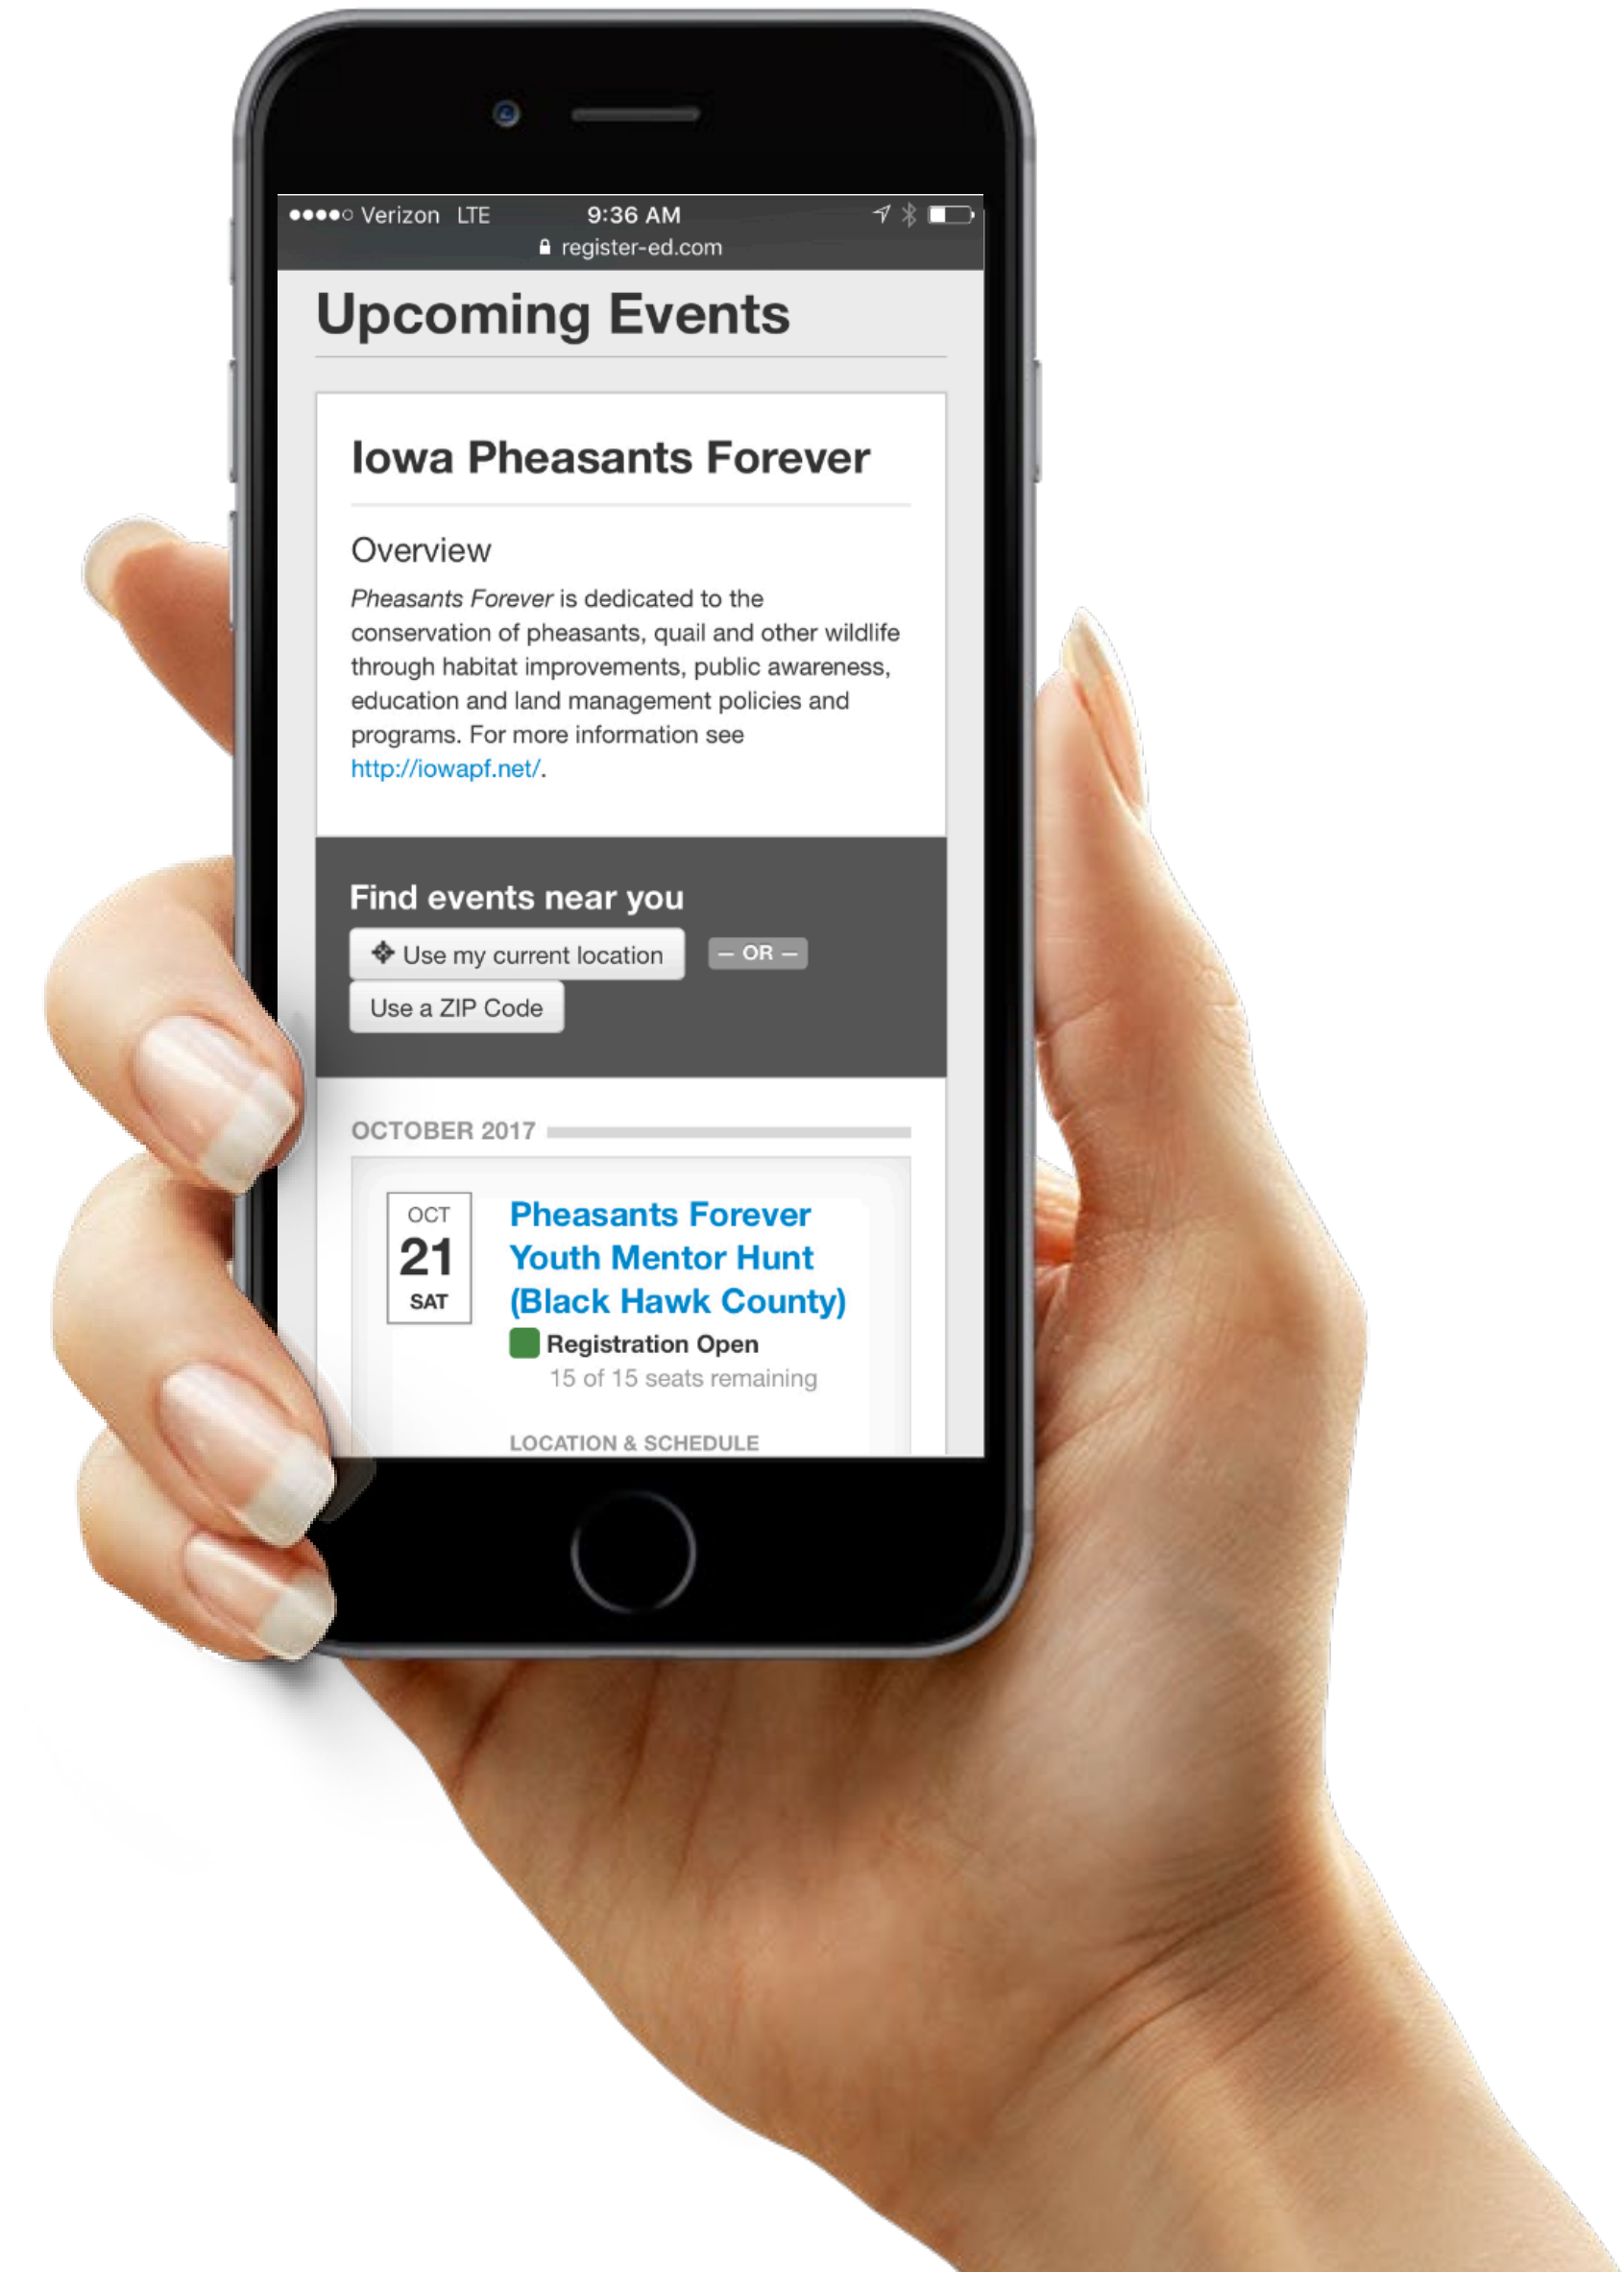 Verizon LTE 9:36 AM
register-ed.com
Upcoming Events
Iowa Pheasants Forever
Overview
Pheasants Forever is dedicated to the
conservation of pheasants, quail and other wildlife
through habitat improvements, public awareness,
education and land management policies and
programs. For more information see
http://iowapf.net/.
Find events near you
Use my current location — OR —
Use a ZIP Code
OCTOBER 2017
OCT
21
SAT
Pheasants Forever
Youth Mentor Hunt
(Black Hawk County)
Registration Open
15 of 15 seats remaining
LOCATION & SCHEDULE